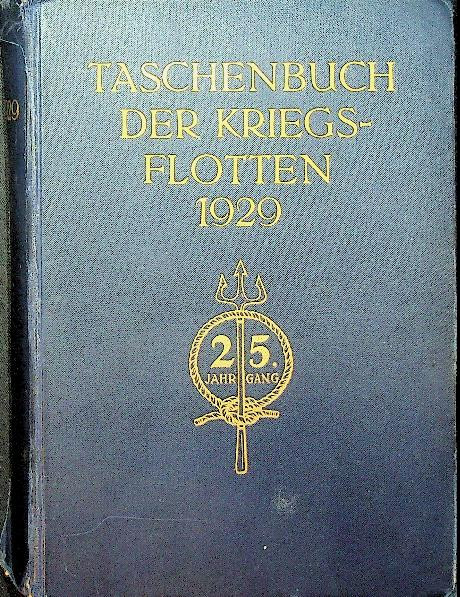 TASCHENBUCH
DER KRIEGS-
FLOTTEN
1929
25.
JAHRGANG